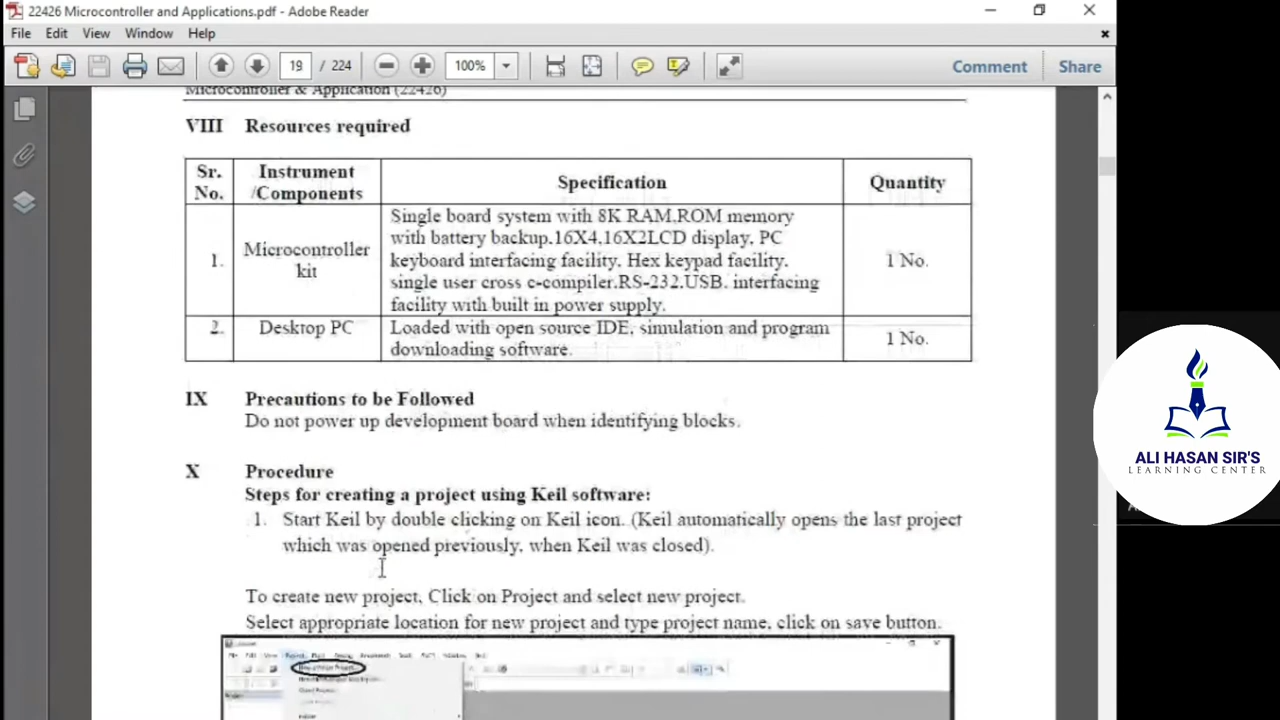 22426 Microcontroller and Applications.pdf - Adobe Reader
File Edit View Window Help
19 / 224 100% Comment Share
Microcontroller & Application (22426)
VIII Resources required
Sr. No. Instrument /Components Specification Quantity
1. Microcontroller kit Single board system with 8K RAM,ROM memory
with battery backup,16X4,16X2LCD display, PC
keyboard interfacing facility, Hex keypad facility,
single user cross c-compiler,RS-232,USB, interfacing
facility with built in power supply. 1 No.
2. Desktop PC Loaded with open source IDE, simulation and program
downloading software. 1 No.
IX Precautions to be Followed
Do not power up development board when identifying blocks.
X Procedure
Steps for creating a project using Keil software:
1. Start Keil by double clicking on Keil icon. (Keil automatically opens the last project
which was opened previously, when Keil was closed).
To create new project, Click on Project and select new project.
Select appropriate location for new project and type project name, click on save button.
ALI HASAN SIR'S
LEARNING CENTER